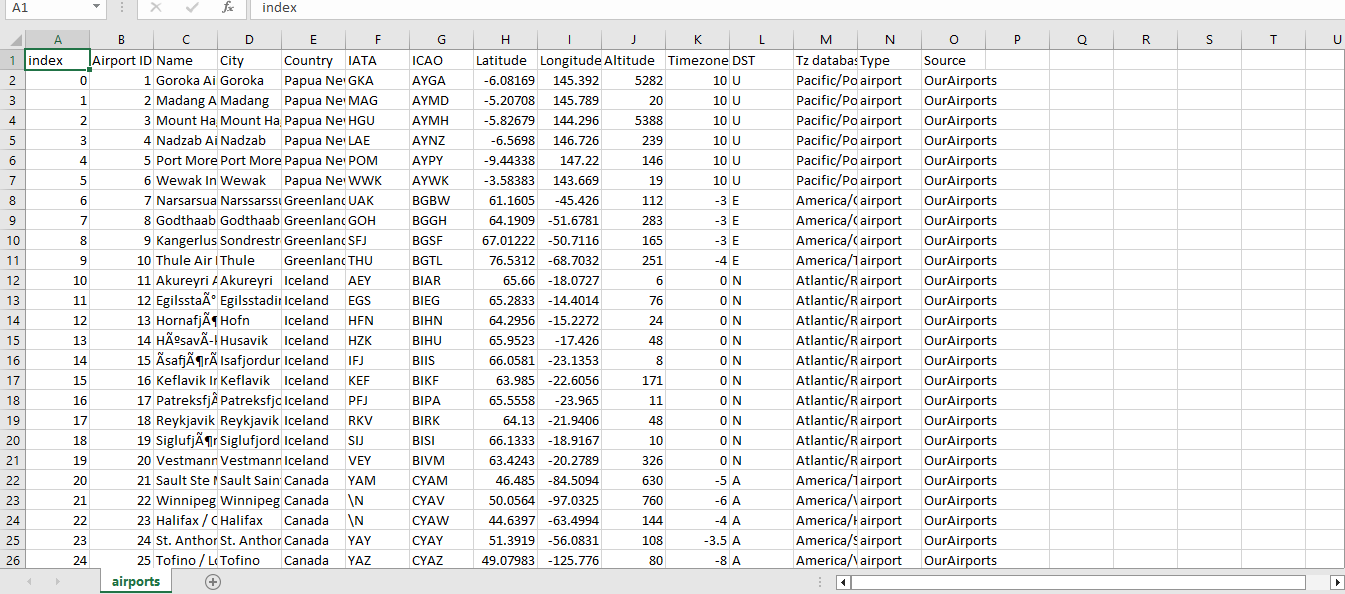 A1 fx index
A B C D E F G H I J K L M N O P Q R S T U
1 index Airport ID Name City Country IATA ICAO Latitude Longitude Altitude Timezone DST Tz databas Type Source
2 0 1 Goroka Ai Goroka Papua Nev GKA AYGA -6.08169 145.392 5282 10 U Pacific/Po airport OurAirports
3 1 2 Madang A Madang Papua Nev MAG AYMD -5.20708 145.789 20 10 U Pacific/Po airport OurAirports
4 2 3 Mount Ha Mount Ha Papua Nev HGU AYMH -5.82679 144.296 5388 10 U Pacific/Po airport OurAirports
5 3 4 Nadzab Ai Nadzab Papua Nev LAE AYNZ -6.5698 146.726 239 10 U Pacific/Po airport OurAirports
6 4 5 Port More Port More Papua Nev POM AYPY -9.44338 147.22 146 10 U Pacific/Po airport OurAirports
7 5 6 Wewak In Wewak Papua Nev WWK AYWK -3.58383 143.669 19 10 U Pacific/Po airport OurAirports
8 6 7 Narsarsua Narssarssu Greenland UAK BGBW 61.1605 -45.426 112 -3 E America/G airport OurAirports
9 7 8 Godthaab Godthaab Greenland GOH BGGH 64.1909 -51.6781 283 -3 E America/G airport OurAirports
10 8 9 Kangerlus Sondrestr Greenland SFJ BGSF 67.01222 -50.7116 165 -3 E America/G airport OurAirports
11 9 10 Thule Air Thule Greenland THU BGTL 76.5312 -68.7032 251 -4 E America/T airport OurAirports
12 10 11 Akureyri A Akureyri Iceland AEY BIAR 65.66 -18.0727 6 0 N Atlantic/R airport OurAirports
13 11 12 EgilsstaÃ° Egilsstadir Iceland EGS BIEG 65.2833 -14.4014 76 0 N Atlantic/R airport OurAirports
14 12 13 HornafjÃ¶ Hofn Iceland HFN BIHN 64.2956 -15.2272 24 0 N Atlantic/R airport OurAirports
15 13 14 HÃºsavÃ-k Husavik Iceland HZK BIHU 65.9523 -17.426 48 0 N Atlantic/R airport OurAirports
16 14 15 ÃsafjÃ¶rÃ Isafjordur Iceland IFJ BIIS 66.0581 -23.1353 8 0 N Atlantic/R airport OurAirports
17 15 16 Keflavik In Keflavik Iceland KEF BIKF 63.985 -22.6056 171 0 N Atlantic/R airport OurAirports
18 16 17 PatreksfjÃ Patreksfjo Iceland PFJ BIPA 65.5558 -23.965 11 0 N Atlantic/R airport OurAirports
19 17 18 Reykjavik Reykjavik Iceland RKV BIRK 64.13 -21.9406 48 0 N Atlantic/R airport OurAirports
20 18 19 SiglufjÃ¶r Siglufjord Iceland SIJ BISI 66.1333 -18.9167 10 0 N Atlantic/R airport OurAirports
21 19 20 Vestmann Vestmann Iceland VEY BIVM 63.4243 -20.2789 326 0 N Atlantic/R airport OurAirports
22 20 21 Sault Ste M Sault Sain Canada YAM CYAM 46.485 -84.5094 630 -5 A America/T airport OurAirports
23 21 22 Winnipeg Winnipeg Canada \N CYAV 50.0564 -97.0325 760 -6 A America/W airport OurAirports
24 22 23 Halifax / C Halifax Canada \N CYAW 44.6397 -63.4994 144 -4 A America/H airport OurAirports
25 23 24 St. Anthon St. Anthon Canada YAY CYAY 51.3919 -56.0831 108 -3.5 A America/S airport OurAirports
26 24 25 Tofino / Lo Tofino Canada YAZ CYAZ 49.07983 -125.776 80 -8 A America/V airport OurAirports
airports